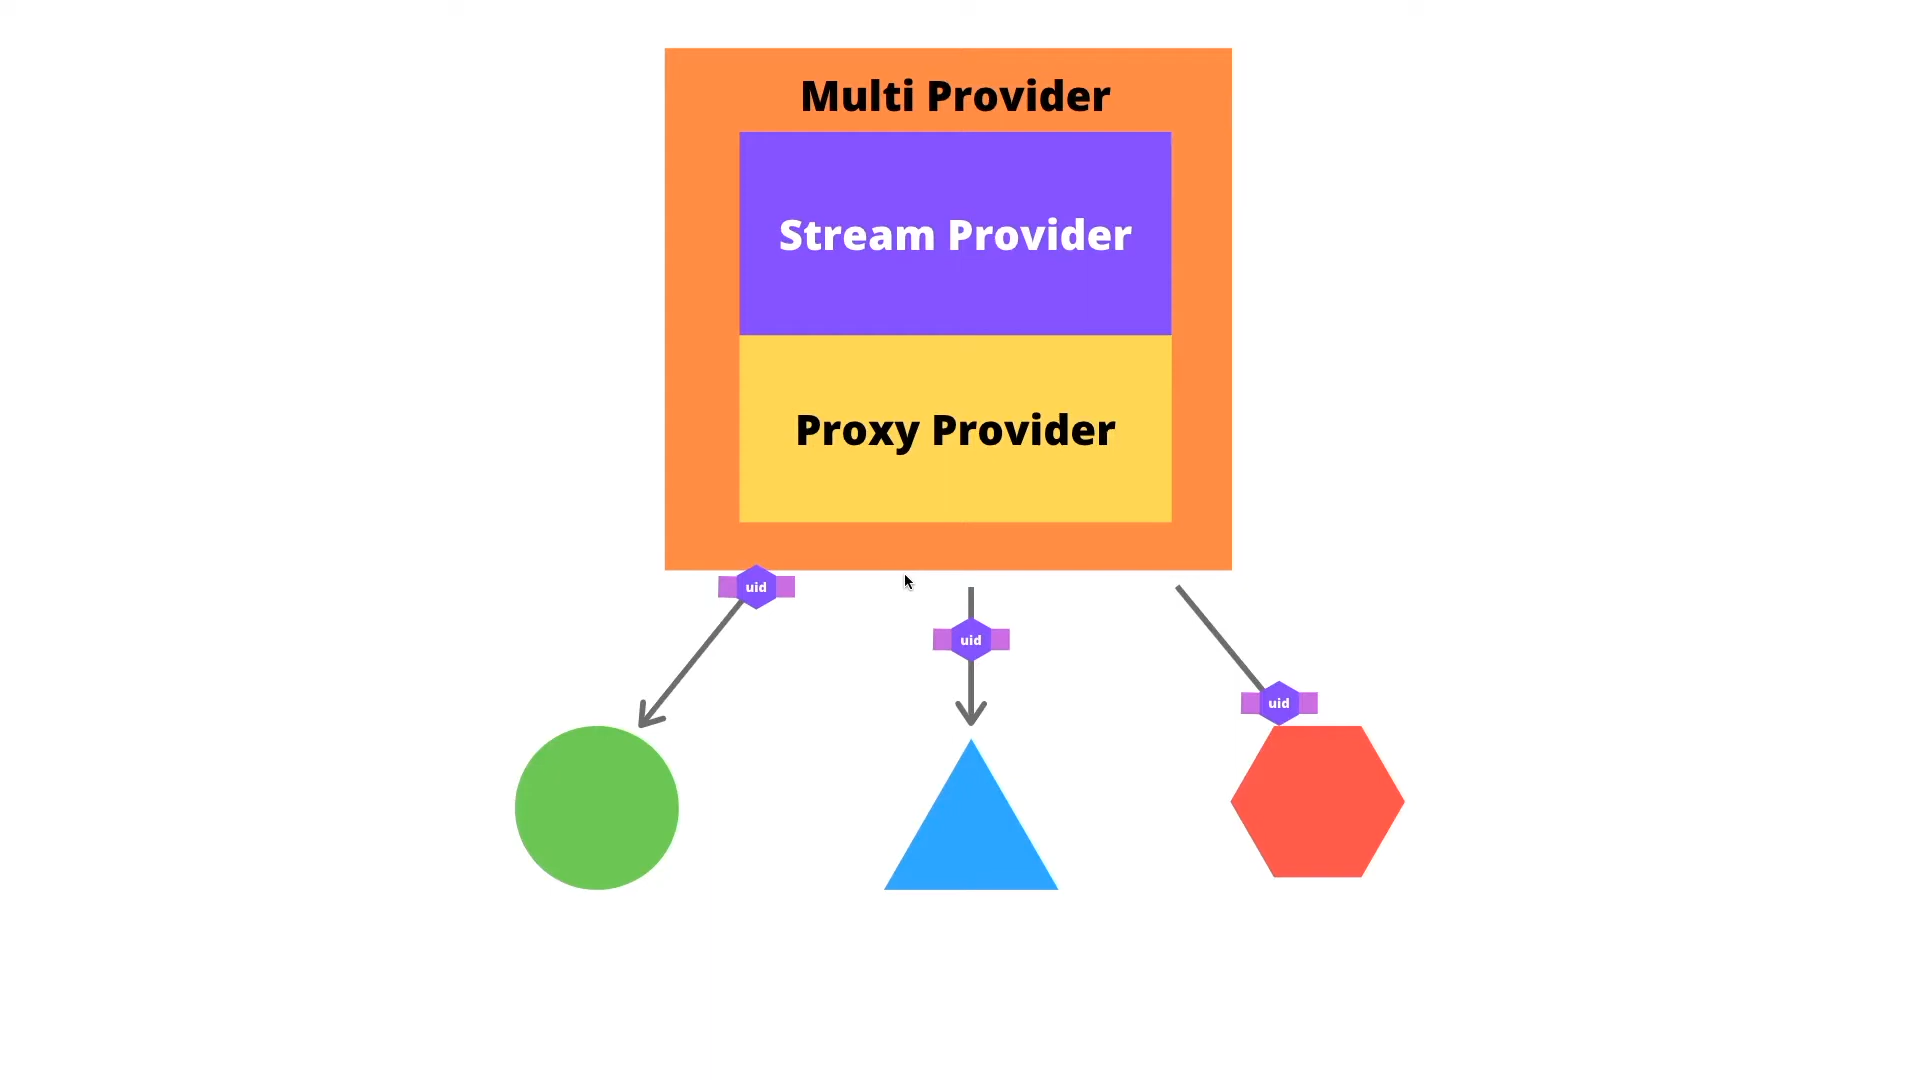 Multi Provider
Stream Provider
Proxy Provider
uid
uid
uid